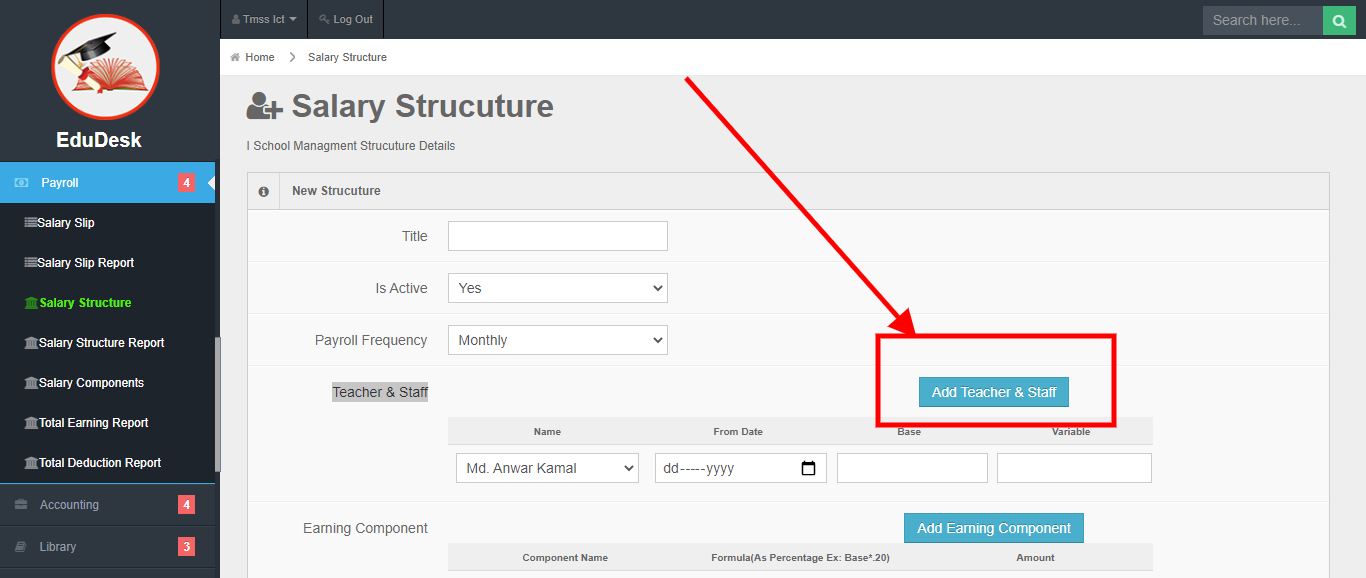 Tmss Ict
Log Out
Search here...
EduDesk
Home
Salary Structure
Salary Strucuture
I School Managment Strucuture Details
Payroll
4
Salary Slip
Salary Slip Report
Salary Structure
Salary Structure Report
Salary Components
Total Earning Report
Total Deduction Report
Accounting
4
Library
3
New Strucuture
Title
Is Active
Yes
Payroll Frequency
Monthly
Teacher & Staff
Add Teacher & Staff
Name
From Date
Base
Variable
Md. Anwar Kamal
dd-----yyyy
Earning Component
Add Earning Component
Component Name
Formula(As Percentage Ex: Base*.20)
Amount